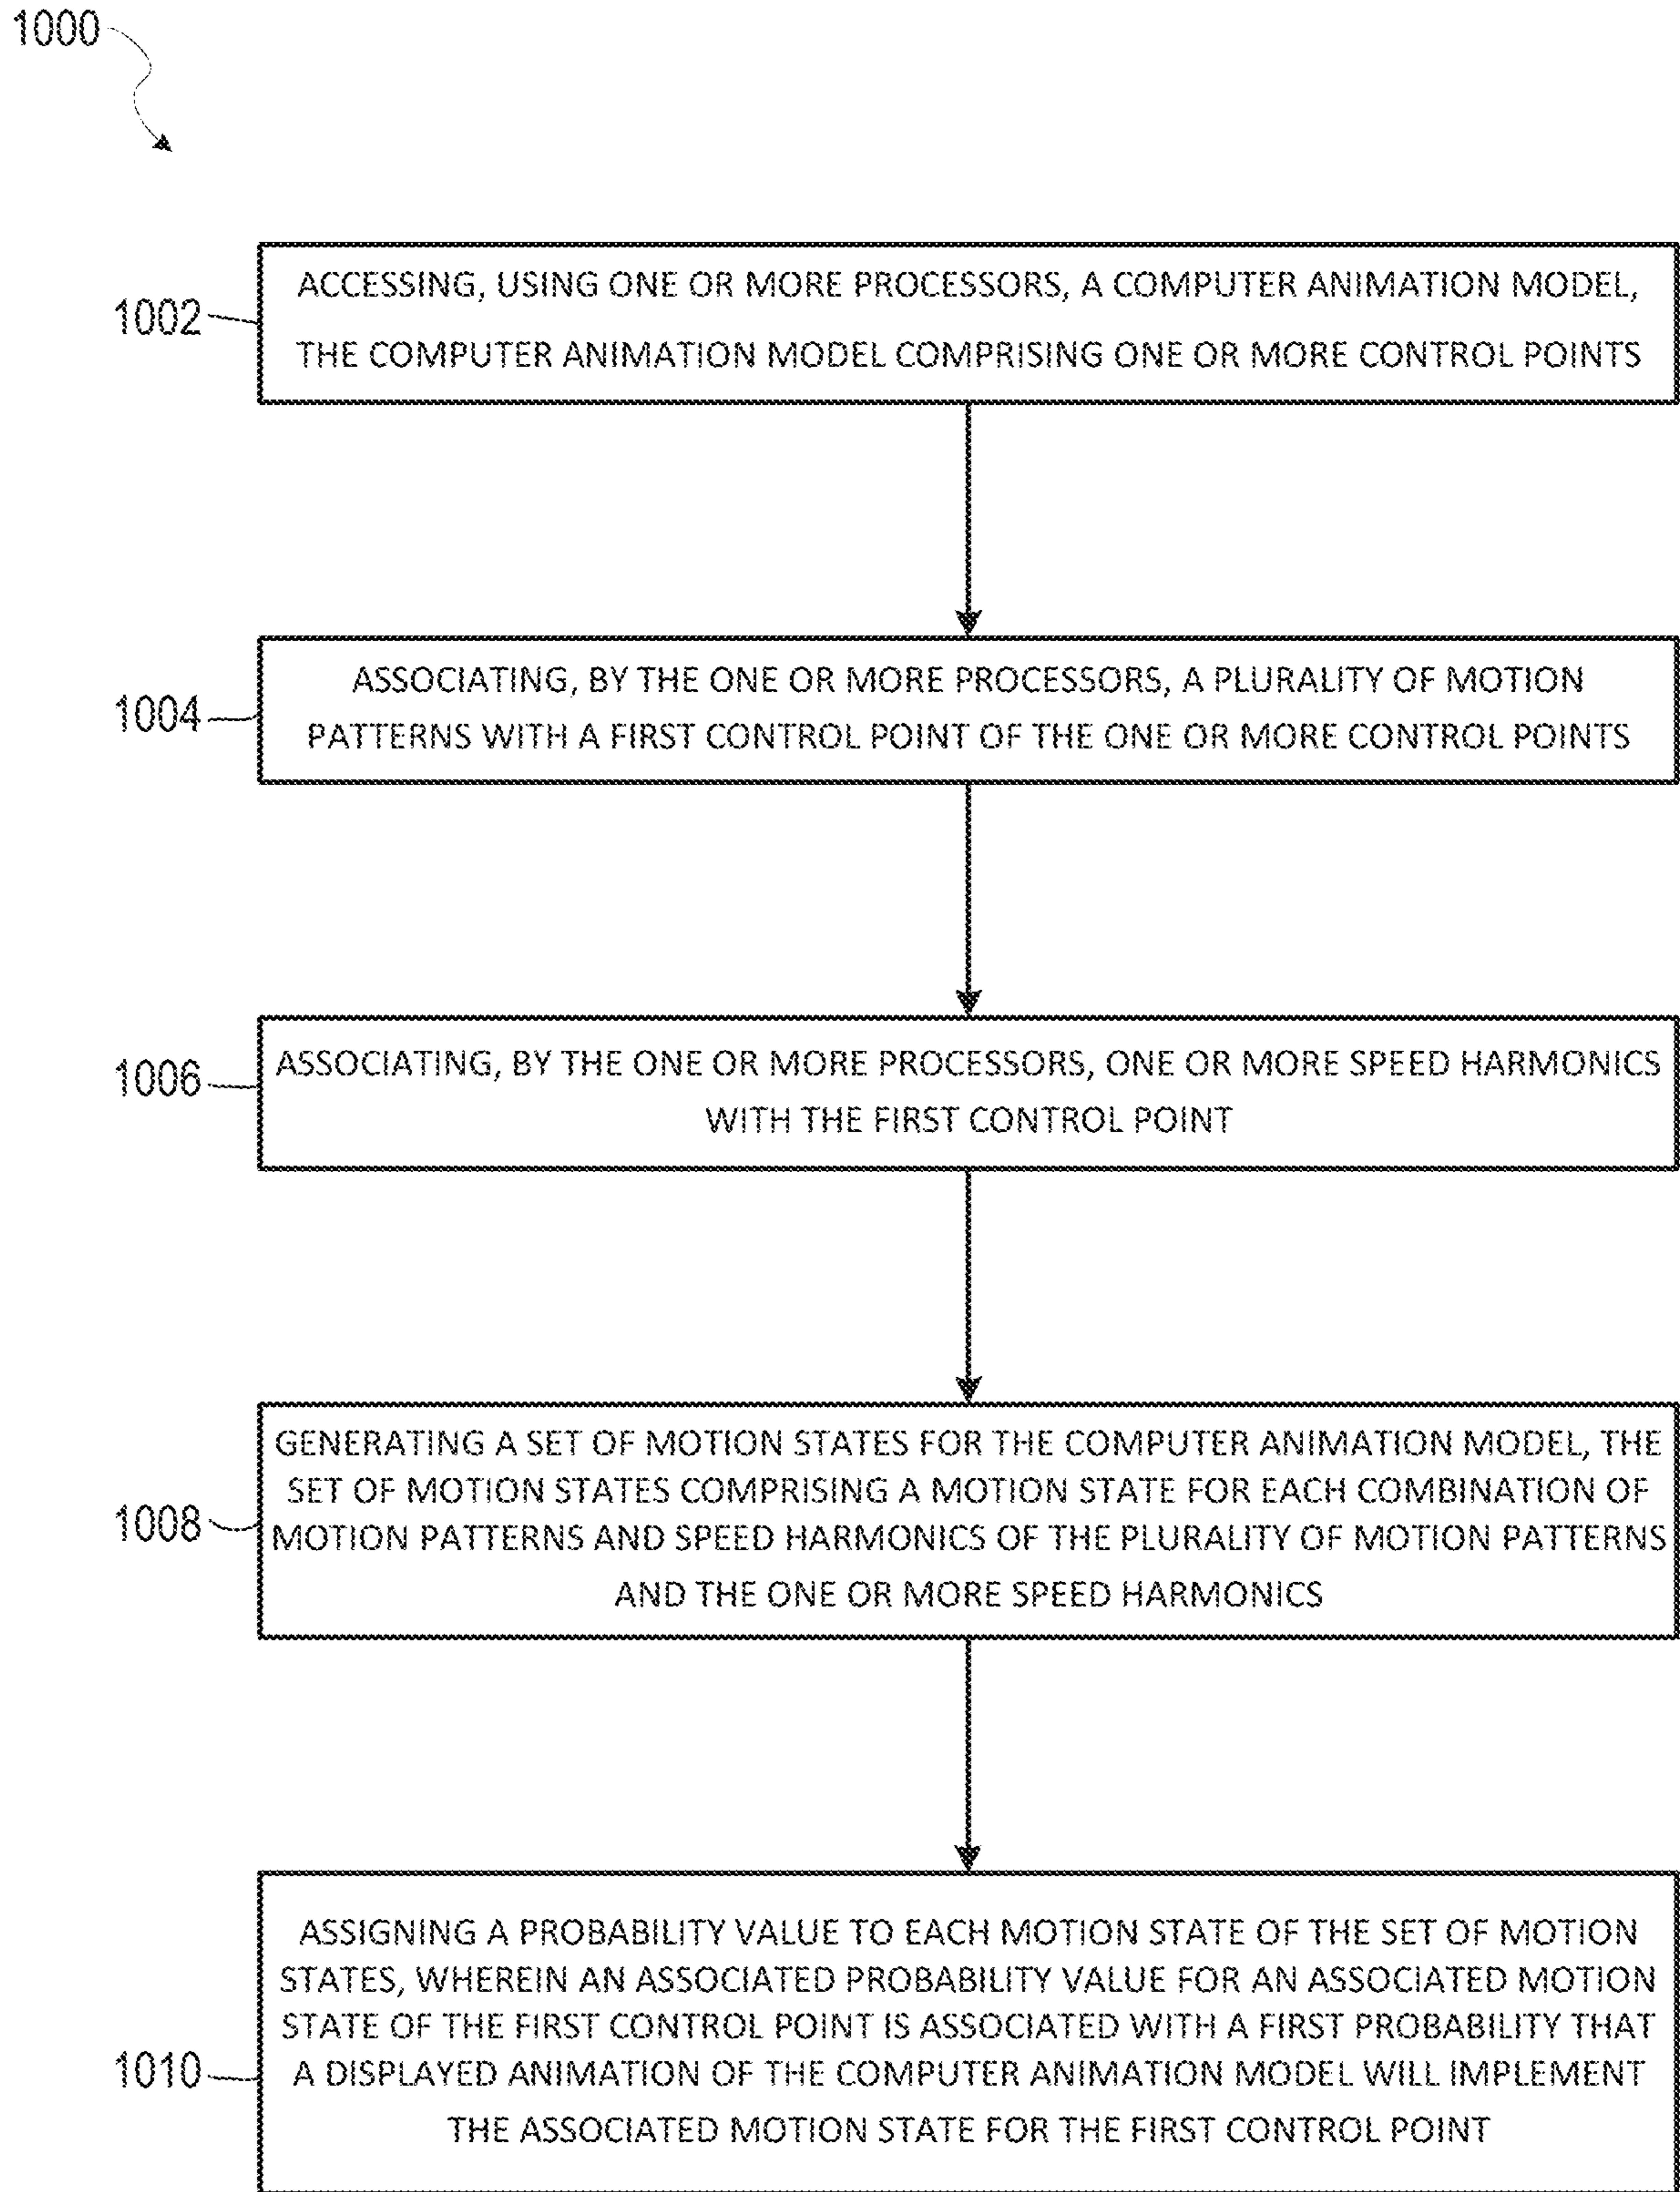 1000
1002
ACCESSING, USING ONE OR MORE PROCESSORS, A COMPUTER ANIMATION MODEL,
THE COMPUTER ANIMATION MODEL COMPRISING ONE OR MORE CONTROL POINTS
1004
ASSOCIATING, BY THE ONE OR MORE PROCESSORS, A PLURALITY OF MOTION
PATTERNS WITH A FIRST CONTROL POINT OF THE ONE OR MORE CONTROL POINTS
1006
ASSOCIATING, BY THE ONE OR MORE PROCESSORS, ONE OR MORE SPEED HARMONICS
WITH THE FIRST CONTROL POINT
1008
GENERATING A SET OF MOTION STATES FOR THE COMPUTER ANIMATION MODEL, THE
SET OF MOTION STATES COMPRISING A MOTION STATE FOR EACH COMBINATION OF
MOTION PATTERNS AND SPEED HARMONICS OF THE PLURALITY OF MOTION PATTERNS
AND THE ONE OR MORE SPEED HARMONICS
1010
ASSIGNING A PROBABILITY VALUE TO EACH MOTION STATE OF THE SET OF MOTION
STATES, WHEREIN AN ASSOCIATED PROBABILITY VALUE FOR AN ASSOCIATED MOTION
STATE OF THE FIRST CONTROL POINT IS ASSOCIATED WITH A FIRST PROBABILITY THAT
A DISPLAYED ANIMATION OF THE COMPUTER ANIMATION MODEL WILL IMPLEMENT
THE ASSOCIATED MOTION STATE FOR THE FIRST CONTROL POINT